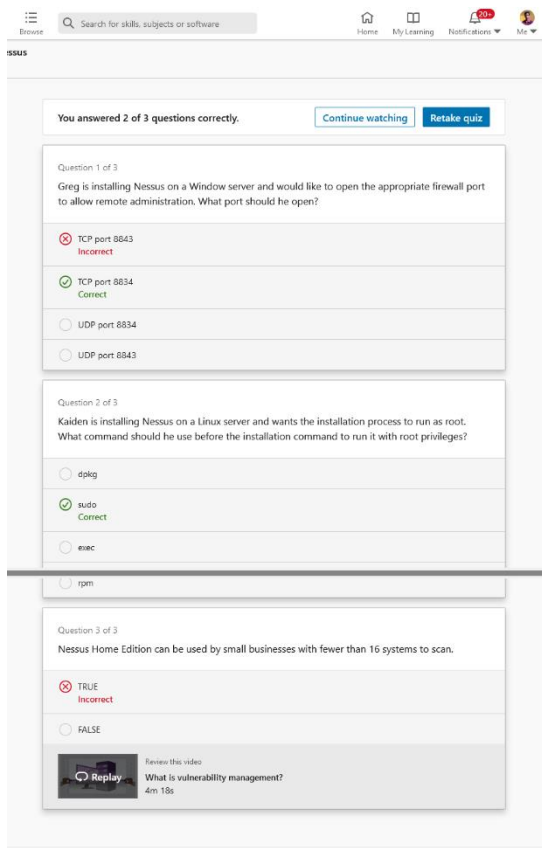 Browse
Search for skills, subjects or software
Home
My Learning
20+
Notifications
Me
essus
You answered 2 of 3 questions correctly.
Continue watching
Retake quiz
Question 1 of 3
Greg is installing Nessus on a Window server and would like to open the appropriate firewall port
to allow remote administration. What port should he open?
TCP port 8843
Incorrect
TCP port 8834
Correct
UDP port 8834
UDP port 8843
Question 2 of 3
Kaiden is installing Nessus on a Linux server and wants the installation process to run as root.
What command should he use before the installation command to run it with root privileges?
dpkg
sudo
Correct
exec
rpm
Question 3 of 3
Nessus Home Edition can be used by small businesses with fewer than 16 systems to scan.
TRUE
Incorrect
FALSE
Replay
Review this video
What is vulnerability management?
4m 18s